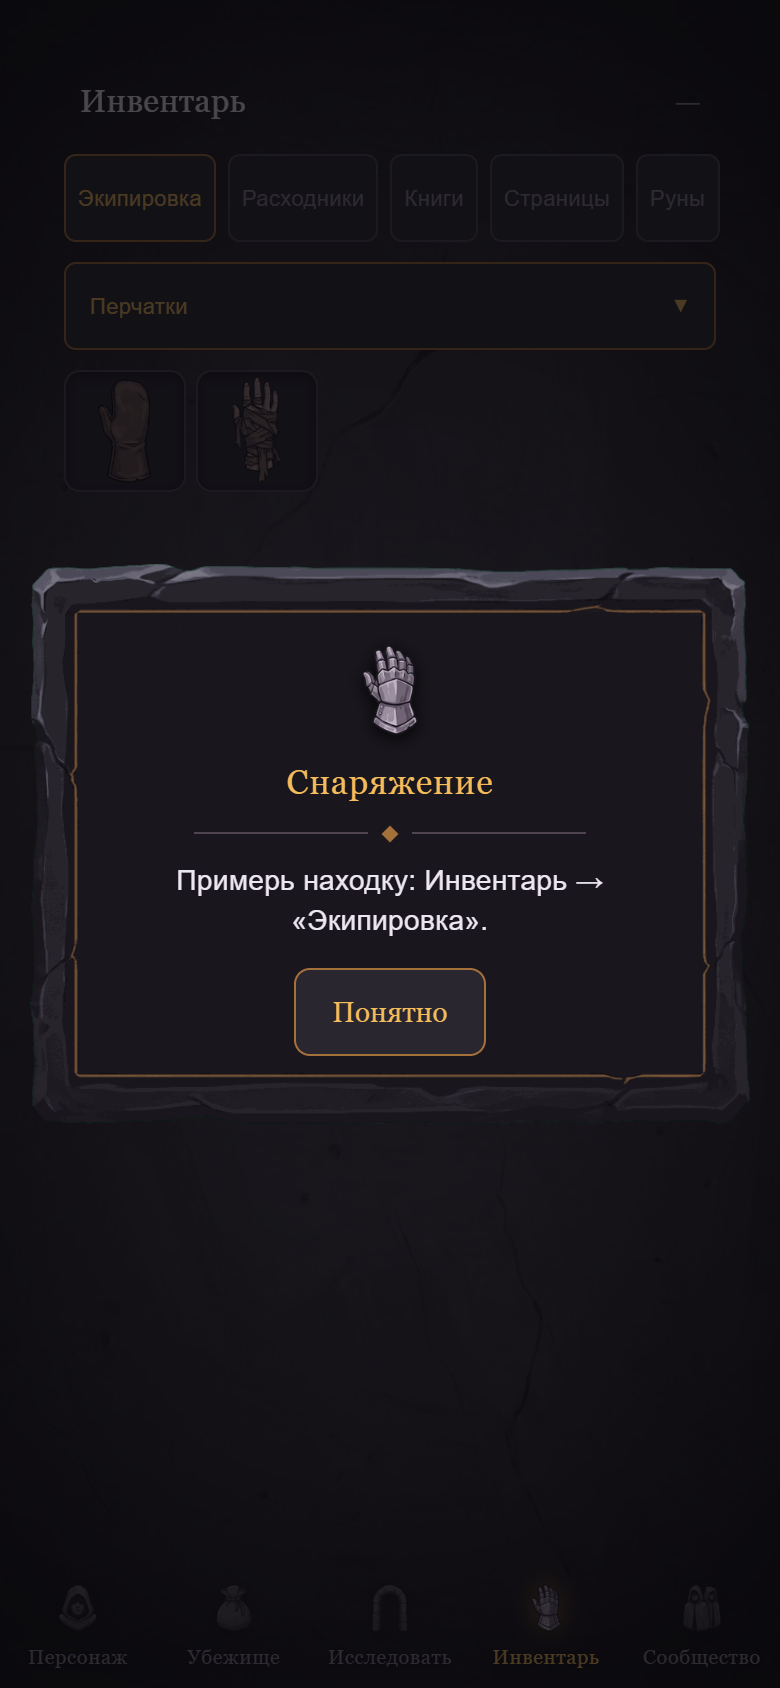 Инвентарь —
Экипировка Расходники Книги Страницы Руны
Перчатки ▼
Снаряжение
Примерь находку: Инвентарь →
«Экипировка».
Понятно
Персонаж Убежище Исследовать Инвентарь Сообщество